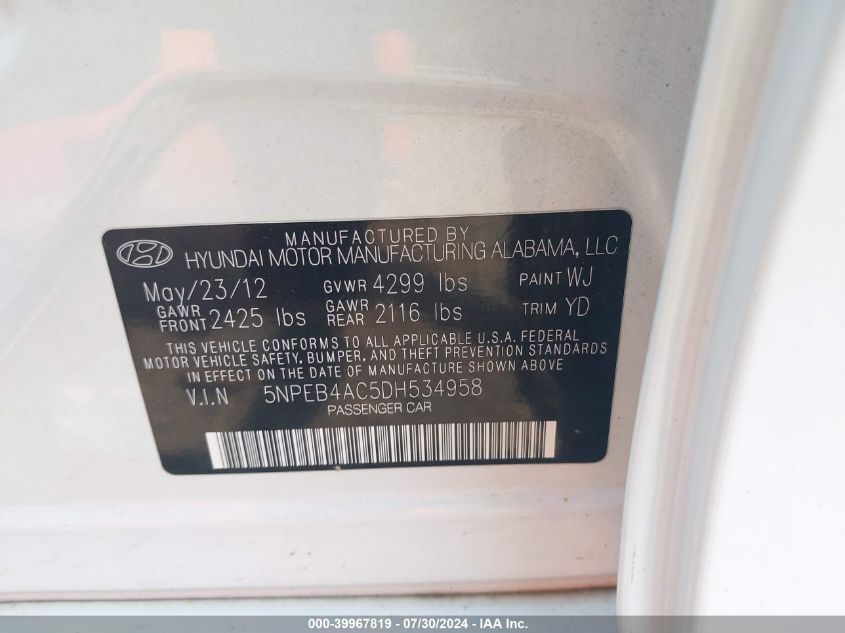 MANUFACTURED BY
HYUNDAI MOTOR MANUFACTURING ALABAMA, LLC
May/23/12 GVWR 4299 lbs PAINT WJ
GAWR FRONT 2425 lbs GAWR REAR 2116 lbs TRIM YD
THIS VEHICLE CONFORMS TO ALL APPLICABLE U.S.A. FEDERAL
MOTOR VEHICLE SAFETY, BUMPER, AND THEFT PREVENTION STANDARDS
IN EFFECT ON THE DATE OF MANUFACTURE SHOWN ABOVE
V.I.N 5NPEB4AC5DH534958
PASSENGER CAR
000-39967819 - 07/30/2024 - IAA Inc.